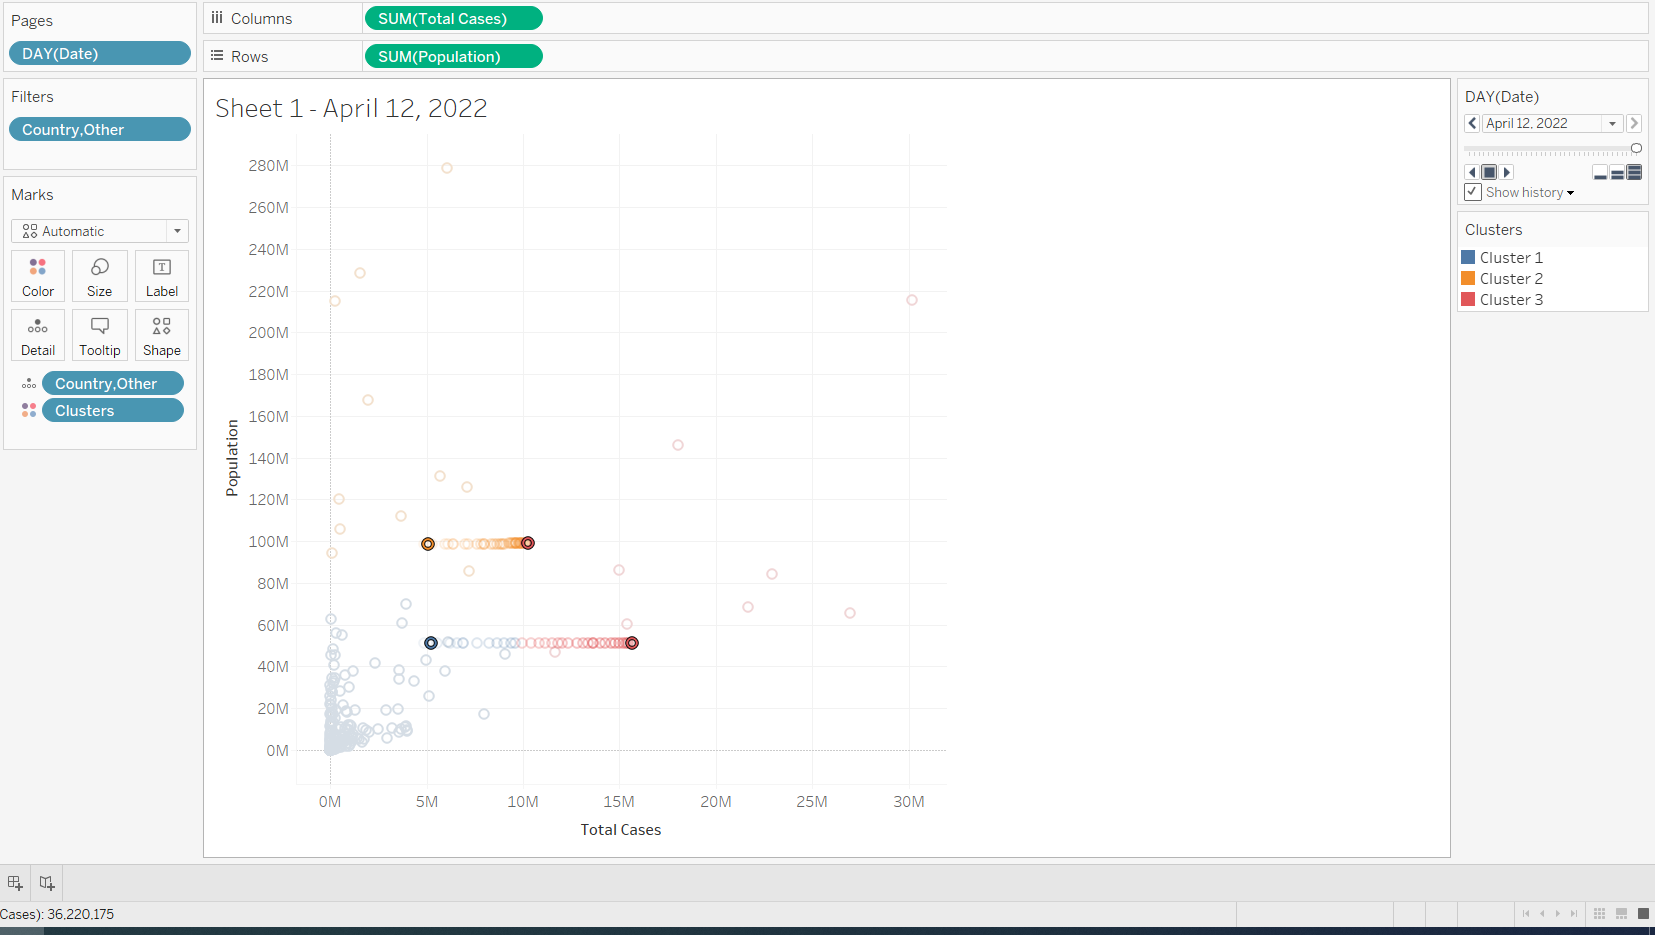 Pages
DAY(Date)
Filters
Country,Other
Marks
Automatic
Color Size Label
Detail Tooltip Shape
Country,Other
Clusters
Columns SUM(Total Cases)
Rows SUM(Population)
Sheet 1 - April 12, 2022
280M
260M
240M
220M
200M
180M
160M
140M
120M
100M
80M
60M
40M
20M
0M
Population
0M 5M 10M 15M 20M 25M 30M
Total Cases
DAY(Date)
April 12, 2022
Show history
Clusters
Cluster 1
Cluster 2
Cluster 3
Cases): 36,220,175